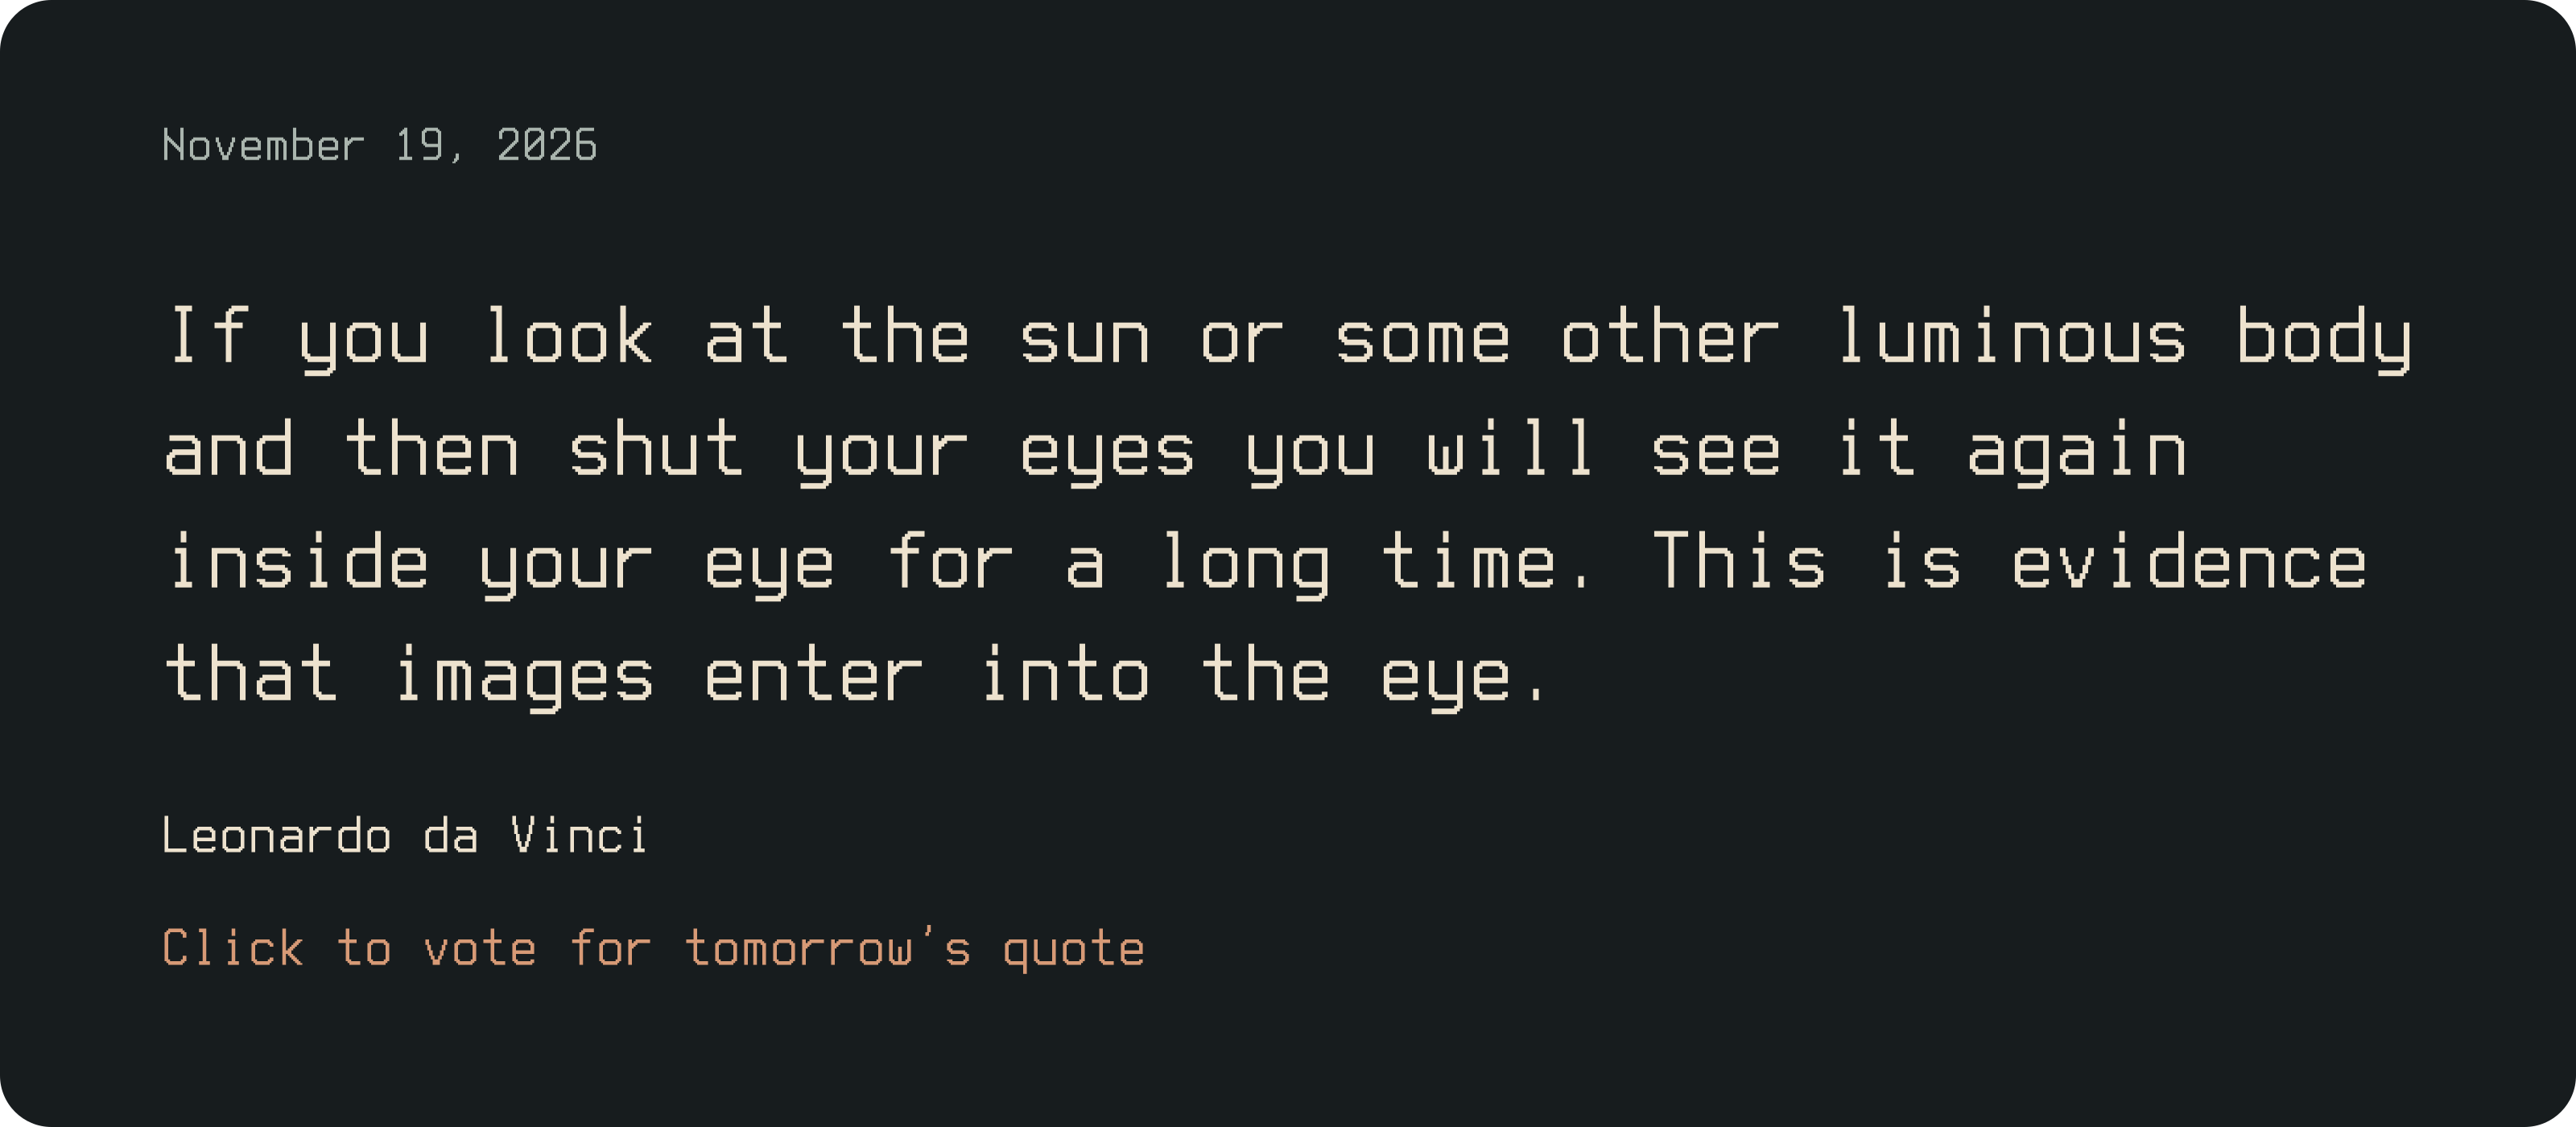 November 19, 2026
If you look at the sun or some other luminous body
and then shut your eyes you will see it again
inside your eye for a long time. This is evidence
that images enter into the eye.
Leonardo da Vinci
Click to vote for tomorrow's quote